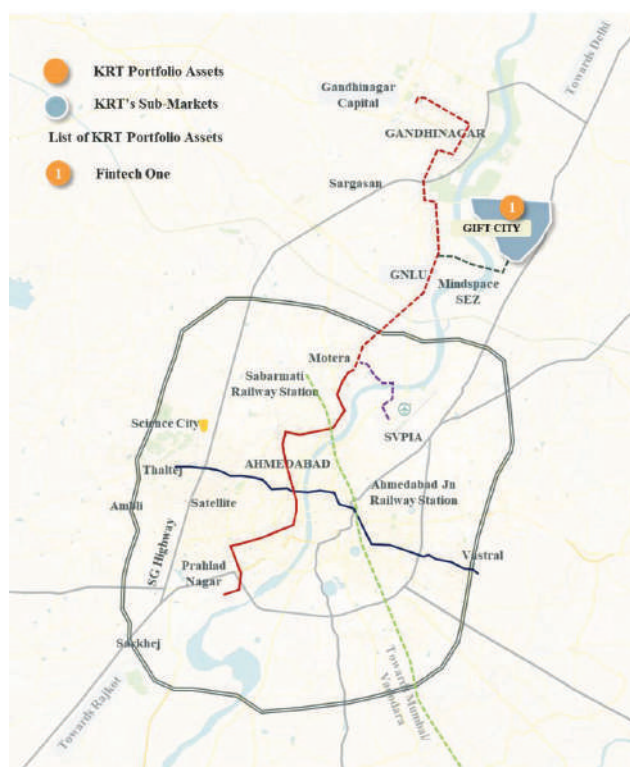 KRT Portfolio Assets
KRT's Sub-Markets
List of KRT Portfolio Assets
1 Fintech One
Towards Delhi
Gandhinagar
Capital
GANDHINAGAR
Sargasan
1
GIFT CITY
GNLU
Mindspace
SEZ
Motera
Sabarmati
Railway Station
SVPIA
Science City
Thaltej
AHMEDABAD
Ahmedabad Jn
Railway Station
Ambli
Satellite
SG Highway
Vastral
Prahlad
Nagar
Sarkhej
Towards Rajkot
Towards Mumbai/
Vadodara